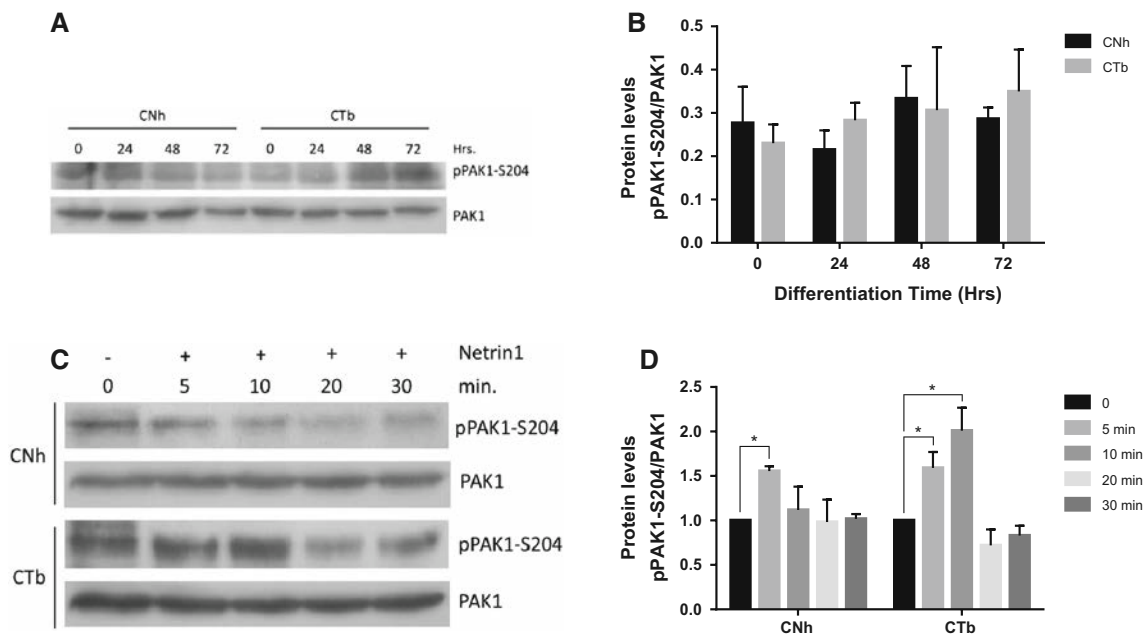 A
CNh CTb
0 24 48 72 0 24 48 72 Hrs.
pPAK1-S204
PAK1
B
Protein levels
pPAK1-S204/PAK1
0.5
0.4
0.3
0.2
0.1
0.0
0 24 48 72
Differentiation Time (Hrs)
CNh
CTb
C
- + + + + Netrin1
0 5 10 20 30 min.
CNh
pPAK1-S204
PAK1
CTb
pPAK1-S204
PAK1
D
Protein levels
pPAK1-S204/PAK1
2.5
2.0
1.5
1.0
0.5
0.0
* * *
CNh CTb
0
5 min
10 min
20 min
30 min